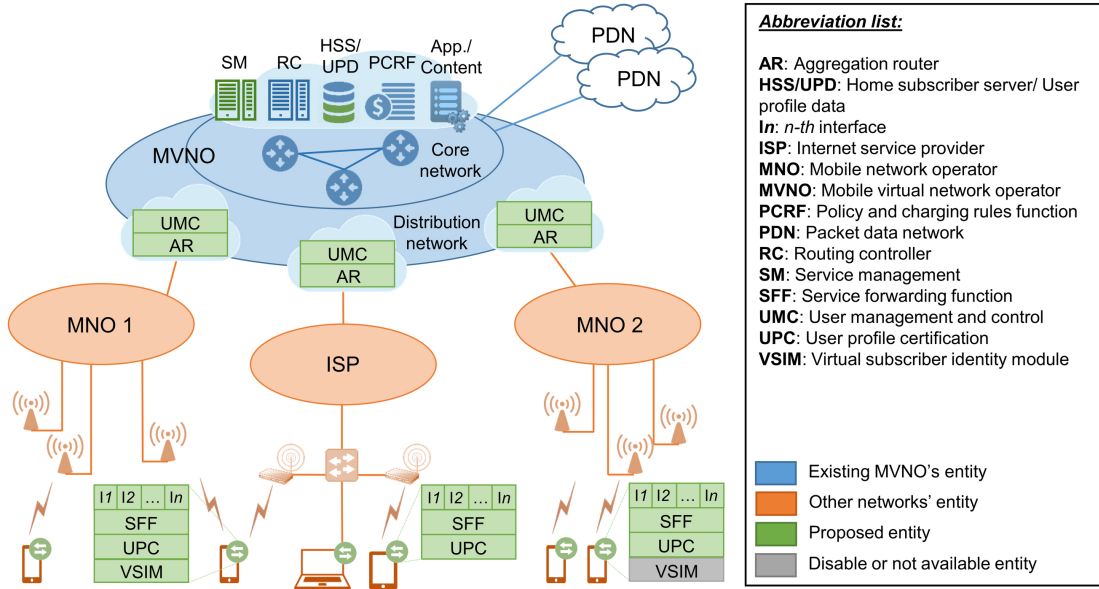 PDN
PDN
SM
RC
HSS/
UPD
PCRF
App./
Content
MVNO
Core
network
Distribution
network
UMC
AR
UMC
AR
UMC
AR
MNO 1
ISP
MNO 2
I1 I2 ... In
SFF
UPC
VSIM
I1 I2 ... In
SFF
UPC
I1 I2 ... In
SFF
UPC
VSIM
Abbreviation list:
AR: Aggregation router
HSS/UPD: Home subscriber server/ User
profile data
In: n-th interface
ISP: Internet service provider
MNO: Mobile network operator
MVNO: Mobile virtual network operator
PCRF: Policy and charging rules function
PDN: Packet data network
RC: Routing controller
SM: Service management
SFF: Service forwarding function
UMC: User management and control
UPC: User profile certification
VSIM: Virtual subscriber identity module
Existing MVNO's entity
Other networks' entity
Proposed entity
Disable or not available entity